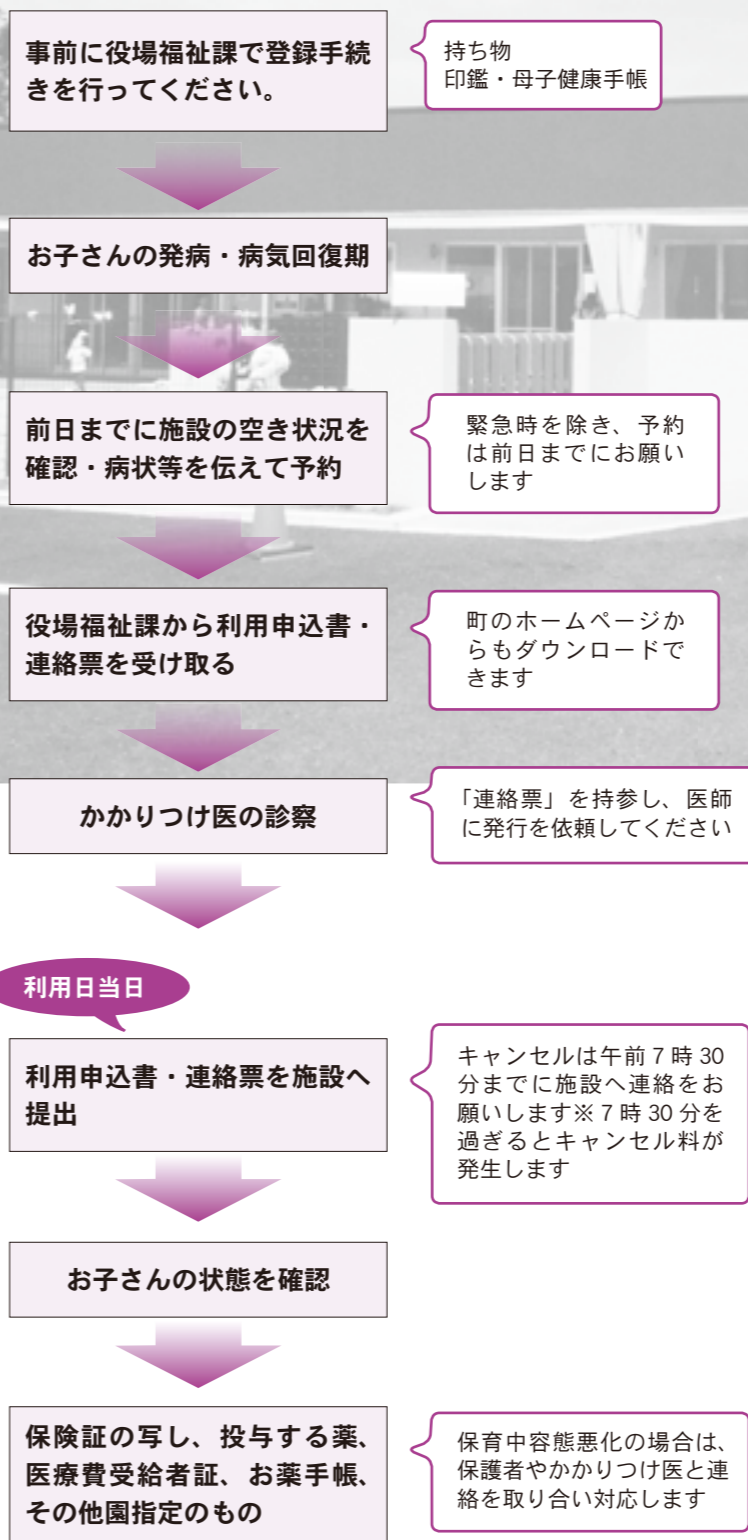 事前に役場福祉課で登録手続
きを行ってください。
持ち物
印鑑・母子健康手帳
お子さんの発病・病気回復期
前日までに施設の空き状況を
確認・病状等を伝えて予約
緊急時を除き、予約
は前日までにお願い
します
役場福祉課から利用申込書・
連絡票を受け取る
町のホームページか
らもダウンロードで
きます
かかりつけ医の診察
「連絡票」を持参し、医師
に発行を依頼してください
利用日当日
利用申込書・連絡票を施設へ
提出
キャンセルは午前 7 時 30
分までに施設へ連絡をお
願いします※ 7 時 30 分を
過ぎるとキャンセル料が
発生します
お子さんの状態を確認
保険証の写し、投与する薬、
医療費受給者証、お薬手帳、
その他園指定のもの
保育中容態悪化の場合は、
保護者やかかりつけ医と連
絡を取り合い対応します